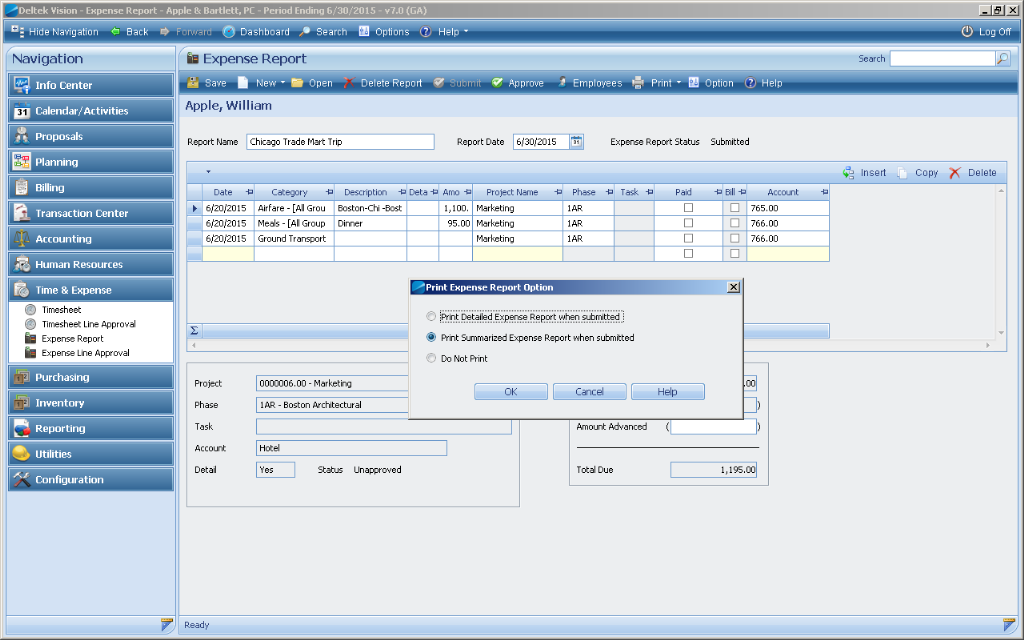 Deltek Vision - Expense Report - Apple & Bartlett, PC - Period Ending 6/30/2015 - v7.0 (GA)
Hide Navigation Back Forward Dashboard Search Options Help Log Off
Navigation
Info Center
31 Calendar/Activities
Proposals
Planning
Billing
Transaction Center
Accounting
Human Resources
Time & Expense
Timesheet
Timesheet Line Approval
Expense Report
Expense Line Approval
Purchasing
Inventory
Reporting
Utilities
Configuration
Expense Report Search
Save New Open Delete Report Submit Approve Employees Print Option Help
Apple, William
Report Name Chicago Trade Mart Trip Report Date 6/30/2015 Expense Report Status Submitted
Insert Copy Delete
Date Category Description Deta Amo Project Name Phase Task Paid Bill Account
6/20/2015 Airfare - [All Grou Boston-Chi -Bost 1,100. Marketing 1AR 765.00
6/20/2015 Meals - [All Group Dinner 95.00 Marketing 1AR 766.00
6/20/2015 Ground Transport Marketing 1AR 766.00
Σ
Print Expense Report Option
Print Detailed Expense Report when submitted
Print Summarized Expense Report when submitted
Do Not Print
OK Cancel Help
Project 0000006.00 - Marketing .00
Phase 1AR - Boston Architectural )
Task Amount Advanced ( )
Account Hotel
Detail Yes Status Unapproved Total Due 1,195.00
Ready